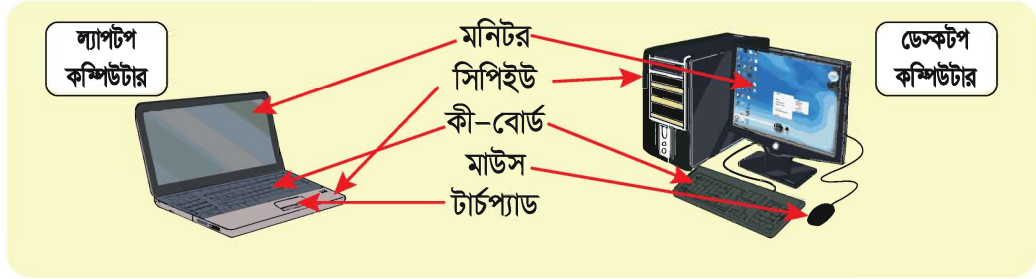 ল্যাপটপ
কম্পিউটার
মনিটর
সিপিইউ
কী-বোর্ড
মাউস
টার্চপ্যাড
ডেস্কটপ
কম্পিউটার